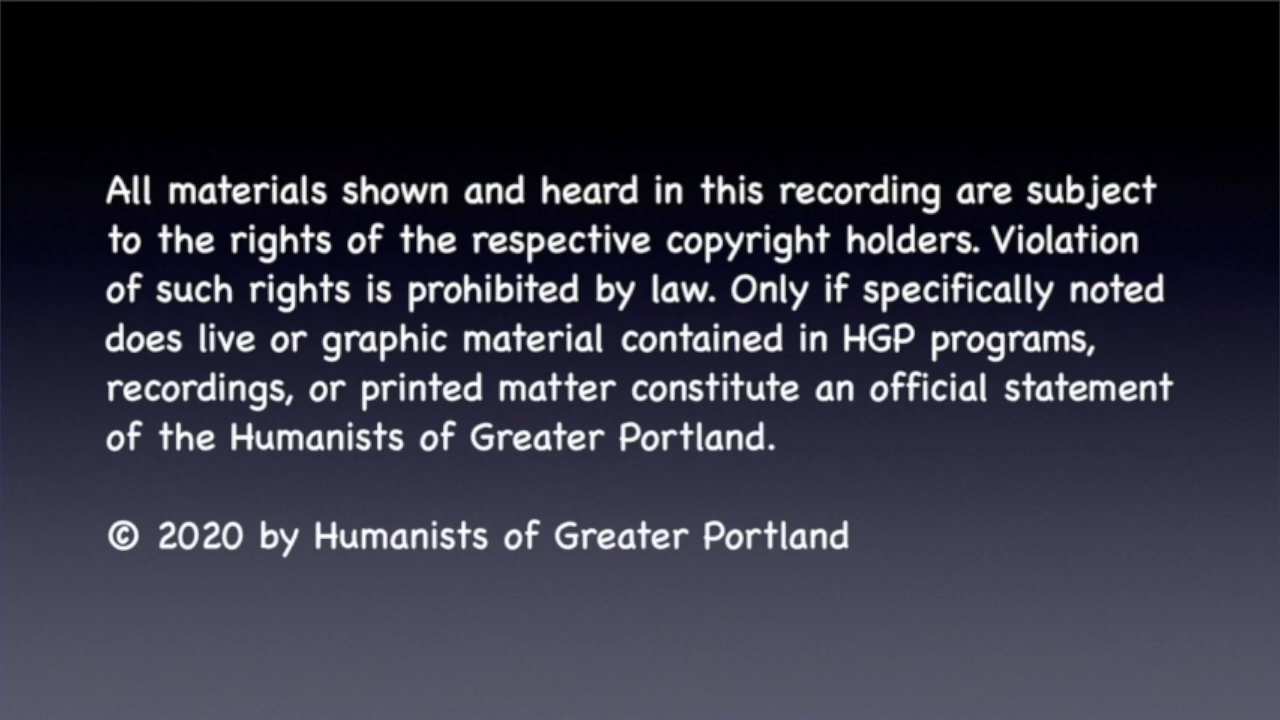 All materials shown and heard in this recording are subject
to the rights of the respective copyright holders. Violation
of such rights is prohibited by law. Only if specifically noted
does live or graphic material contained in HGP programs,
recordings, or printed matter constitute an official statement
of the Humanists of Greater Portland.
© 2020 by Humanists of Greater Portland